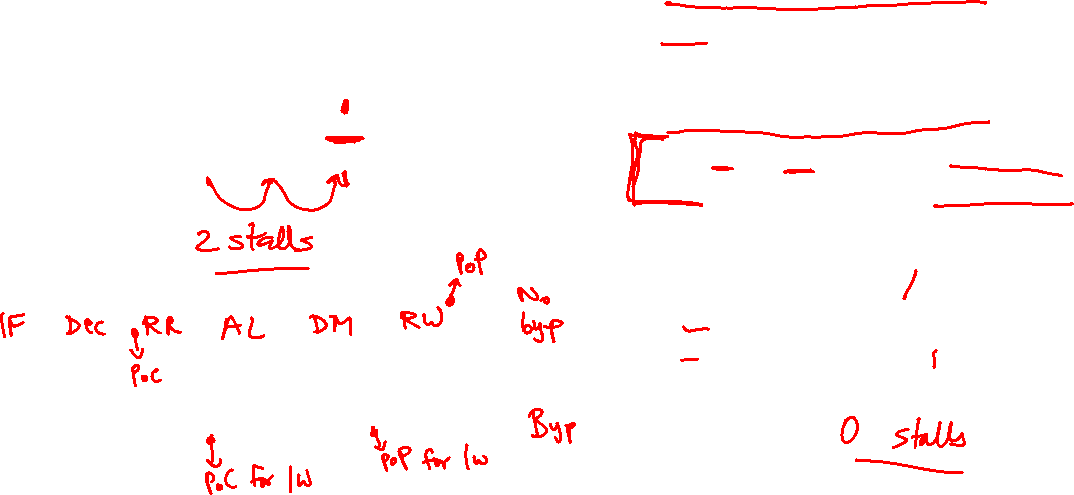 2 stalls
PoP
IF Dec RR AL DM RW
No
byp
PoC
Byp
0 stalls
PoC for lw
PoP for lw